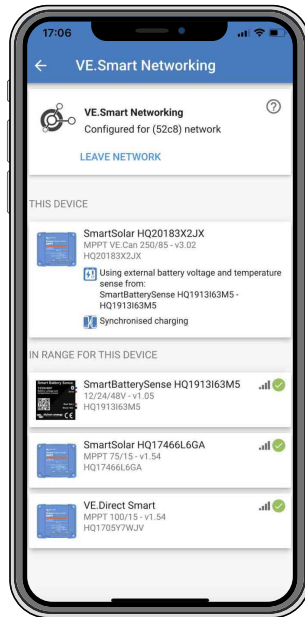 17:06
VE.Smart Networking
VE.Smart Networking
Configured for (52c8) network
LEAVE NETWORK
THIS DEVICE
SmartSolar HQ20183X2JX
MPPT VE.Can 250/85 - v3.02
HQ20183X2JX
Using external battery voltage and temperature
sense from:
SmartBatterySense HQ1913I63M5 -
HQ1913I63M5
Synchronised charging
IN RANGE FOR THIS DEVICE
Smart Battery Sense
SmartBatterySense HQ1913I63M5
12/24/48V - v1.05
HQ1913I63M5
SmartSolar HQ17466L6GA
MPPT 75/15 - v1.54
HQ17466L6GA
VE.Direct Smart
MPPT 100/15 - v1.54
HQ1705Y7WJV